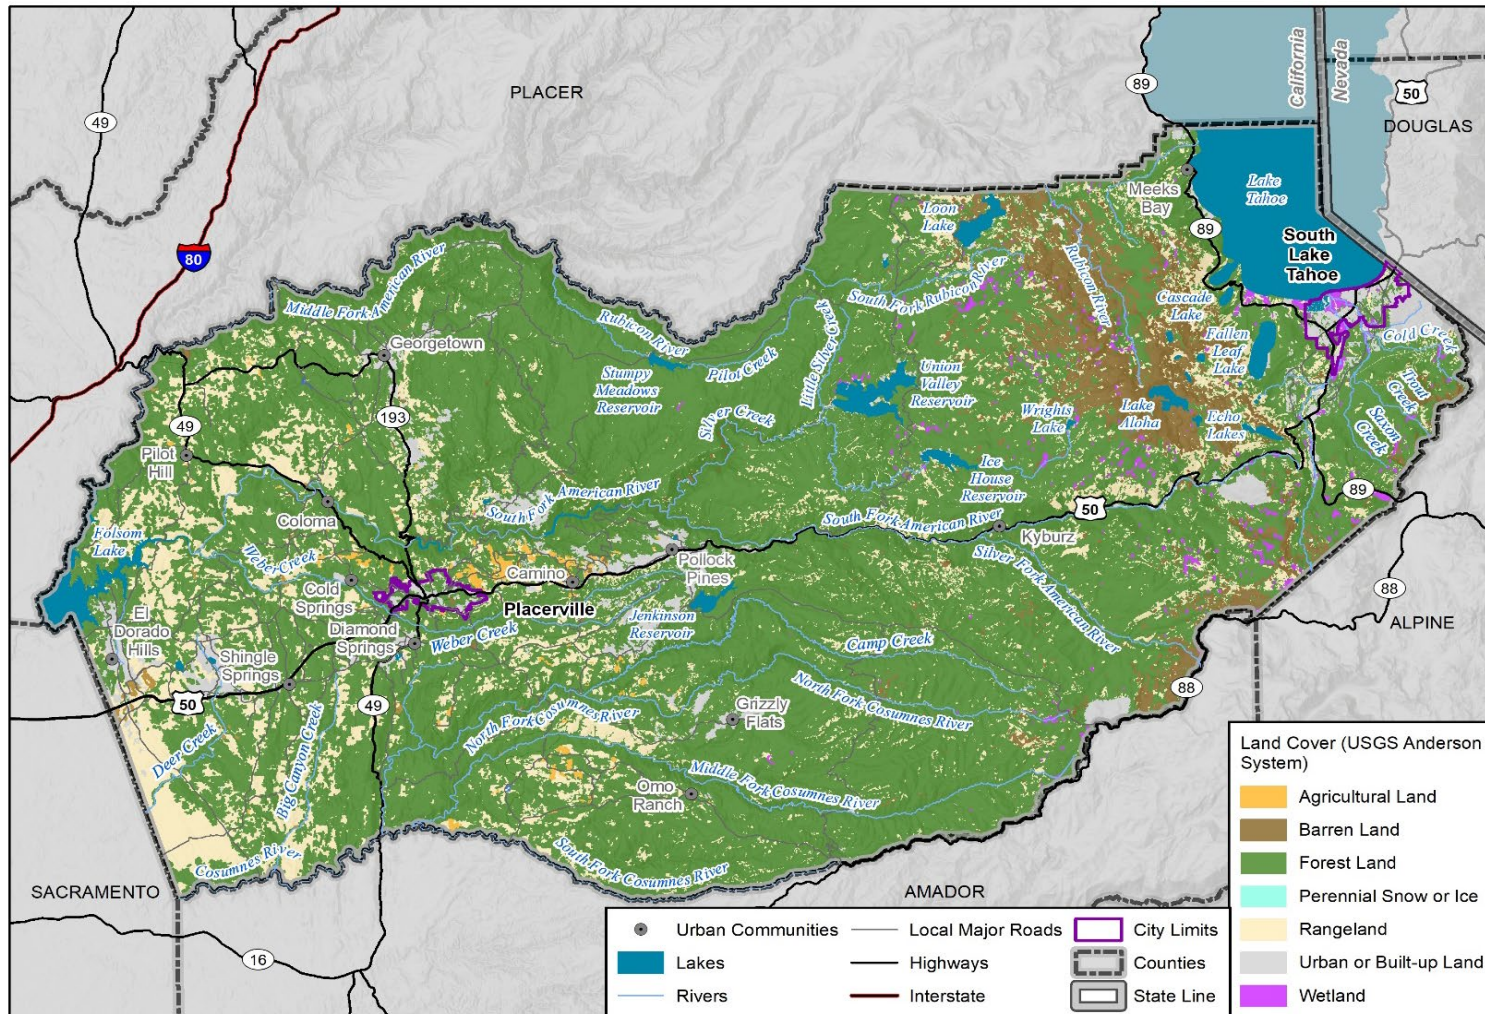 PLACER
California
Nevada
DOUGLAS
49
89
50
80
Meeks
Bay
Lake
Tahoe
Loon
Lake
89
South
Lake
Tahoe
Rubicon River
South Fork Rubicon River
Middle Fork American River
Cascade
Lake
Fallen
Leaf
Lake
Cold Creek
Georgetown
Rubicon River
Pilot Creek
Little Silver Creek
Stumpy
Meadows
Reservoir
Union
Valley
Reservoir
Trout
Creek
Saxon
Creek
49
193
Silver Creek
Wrights
Lake
Lake
Aloha
Echo
Lakes
Pilot
Hill
Ice
House
Reservoir
89
Coloma
South Fork American River
South Fork American River
50
Kyburz
Folsom
Lake
Weber Creek
Cold
Springs
Camino
Pollock
Pines
Silver Fork American River
88
El
Dorado
Hills
Placerville
Diamond
Springs
Weber Creek
Jenkinson
Reservoir
Camp Creek
ALPINE
Shingle
Springs
50
49
88
Deer Creek
Big Canyon Creek
North Fork Cosumnes River
Grizzly
Flats
North Fork Cosumnes River
Omo
Ranch
Middle Fork Cosumnes River
Cosumnes River
South Fork Cosumnes River
SACRAMENTO
AMADOR
16
Urban Communities
Lakes
Rivers
Local Major Roads
Highways
Interstate
City Limits
Counties
State Line
Land Cover (USGS Anderson
System)
Agricultural Land
Barren Land
Forest Land
Perennial Snow or Ice
Rangeland
Urban or Built-up Land
Wetland